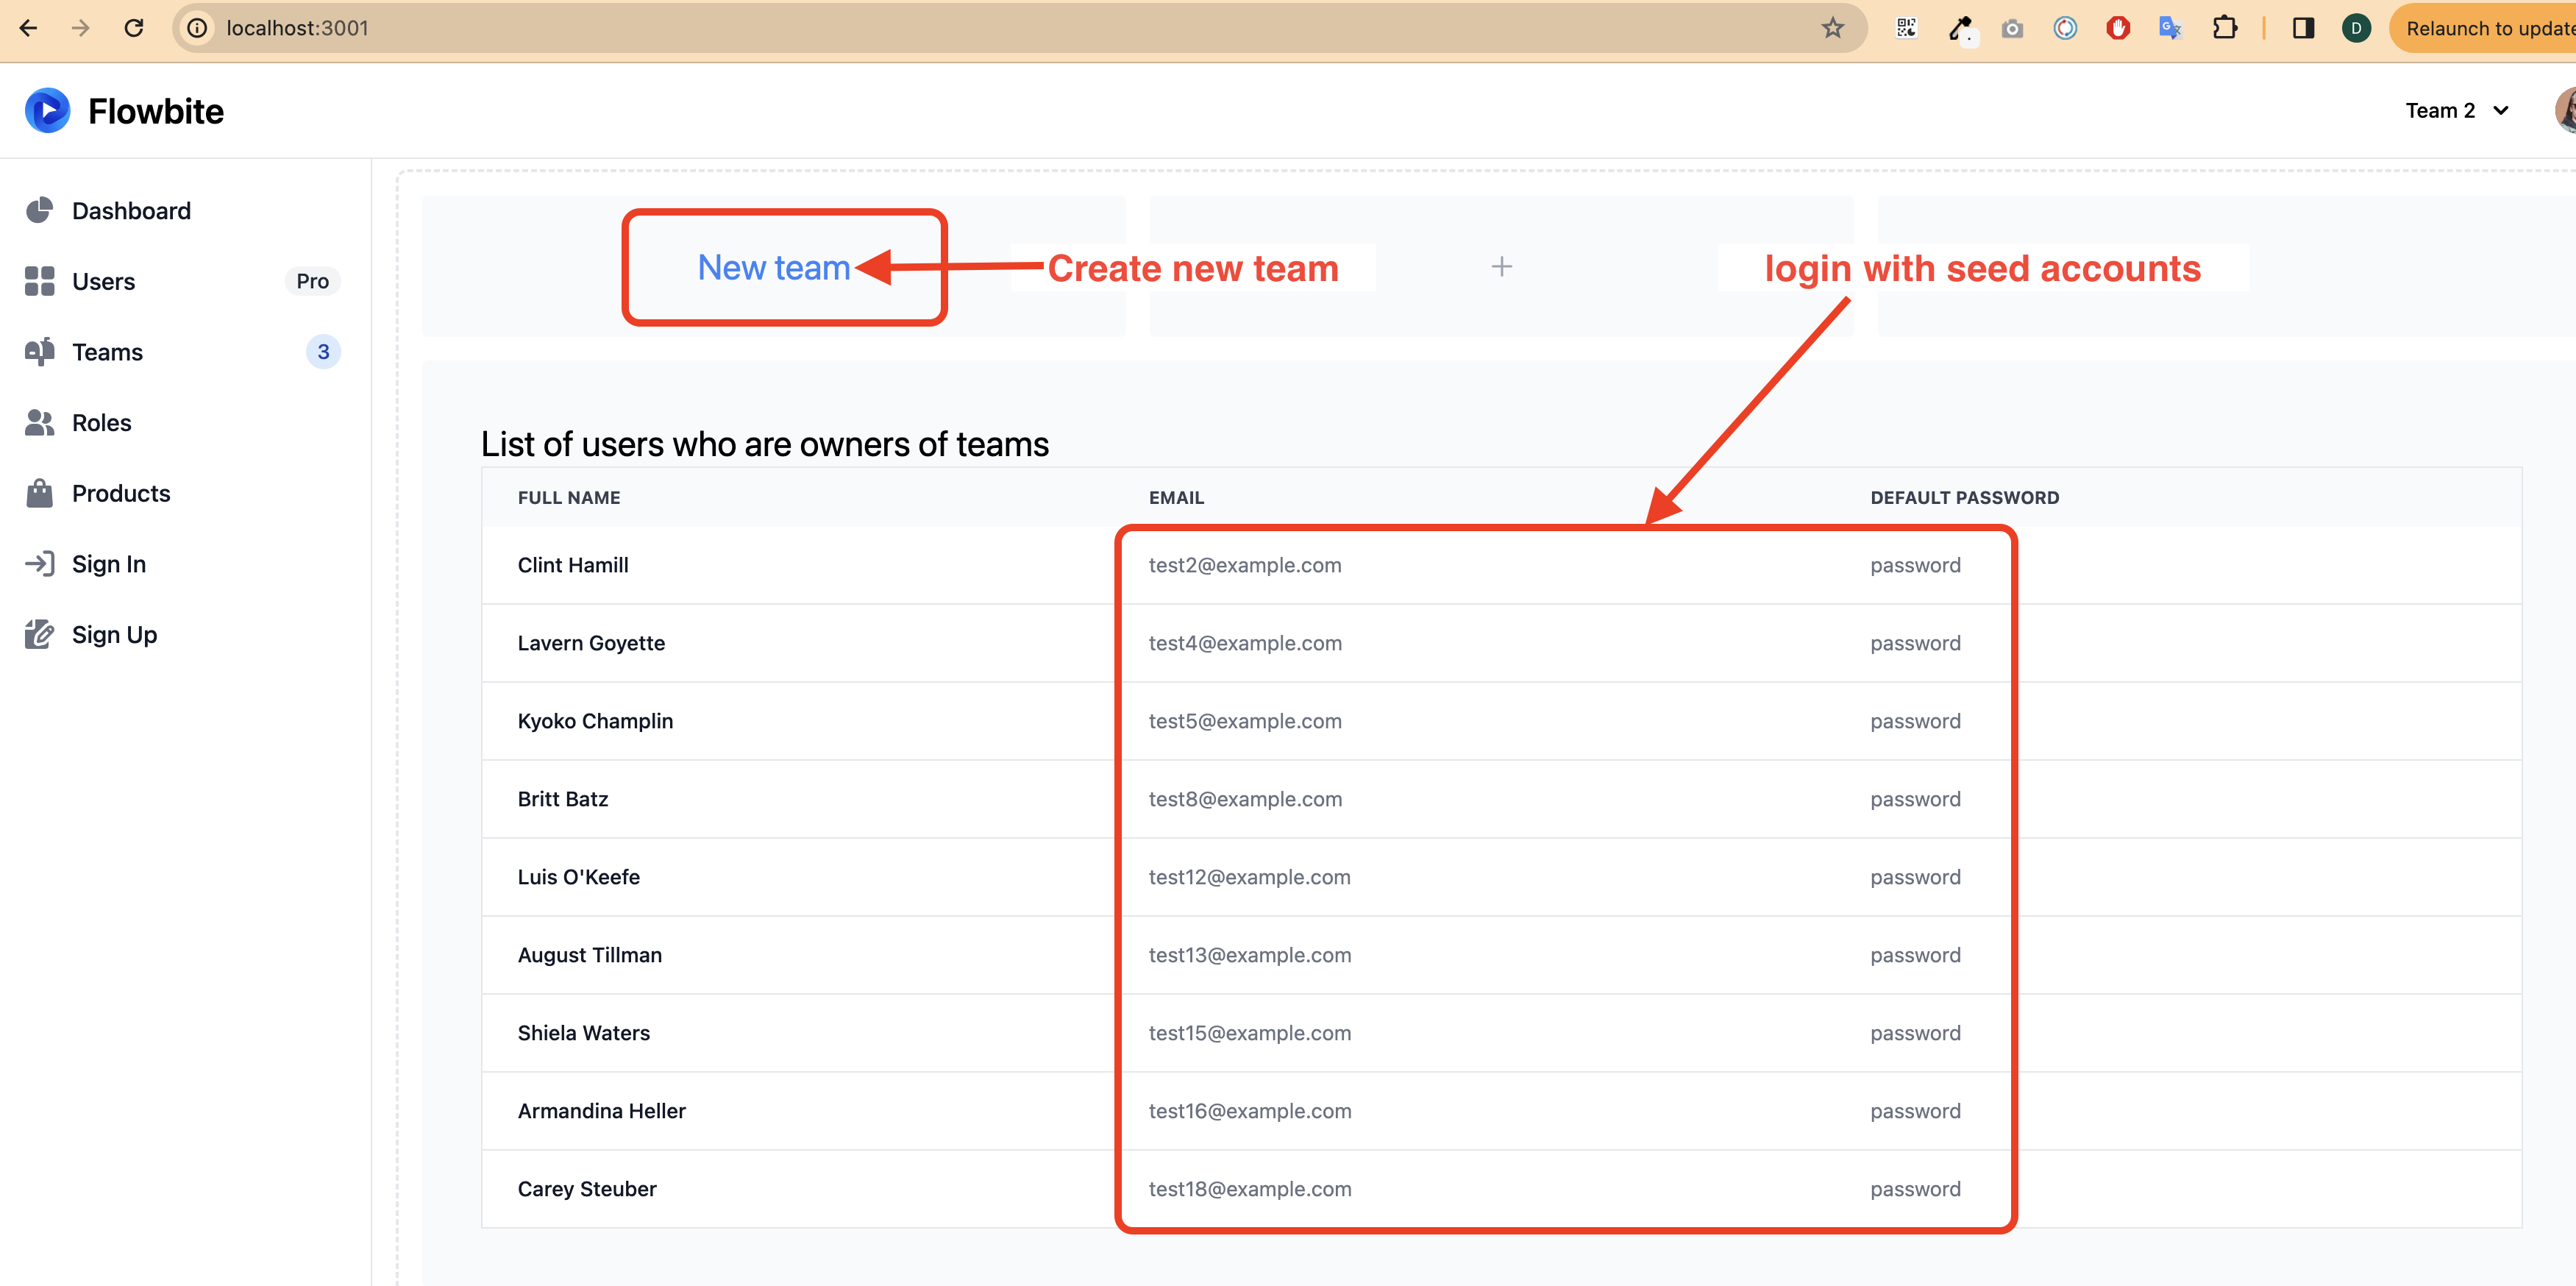 localhost:3001
D
Relaunch to update
Flowbite
Team 2
Dashboard
Users Pro
Teams 3
Roles
Products
Sign In
Sign Up
New team
Create new team
+
login with seed accounts
List of users who are owners of teams
FULL NAME EMAIL DEFAULT PASSWORD
Clint Hamill test2@example.com password
Lavern Goyette test4@example.com password
Kyoko Champlin test5@example.com password
Britt Batz test8@example.com password
Luis O'Keefe test12@example.com password
August Tillman test13@example.com password
Shiela Waters test15@example.com password
Armandina Heller test16@example.com password
Carey Steuber test18@example.com password